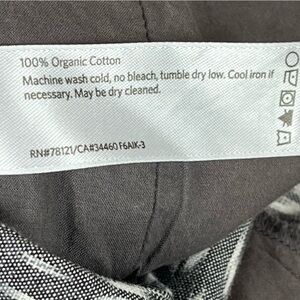 100% Organic Cotton
Machine wash cold, no bleach, tumble dry low. Cool iron if
necessary. May be dry cleaned.
RN#78121/CA#34460 F6AIK-3